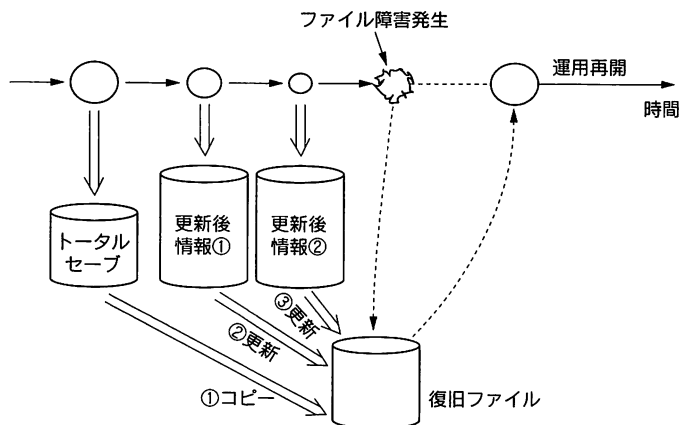 ファイル障害発生
運用再開
時間
トータル
セーブ
更新後
情報①
更新後
情報②
③更新
②更新
①コピー
復旧ファイル